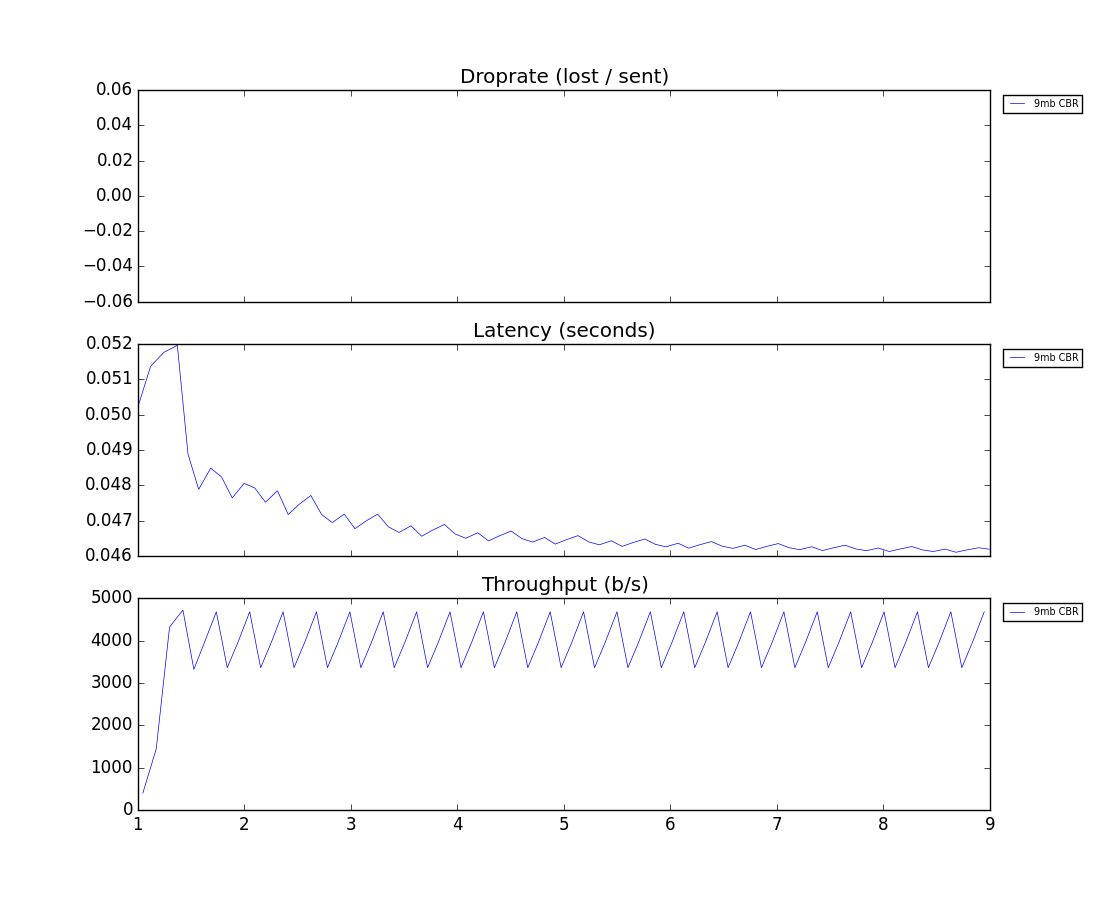 Droprate (lost / sent)
0.06
0.04
0.02
0.00
−0.02
−0.04
−0.06
9mb CBR
Latency (seconds)
0.052
0.051
0.050
0.049
0.048
0.047
0.046
9mb CBR
Throughput (b/s)
5000
4000
3000
2000
1000
0
9mb CBR
1 2 3 4 5 6 7 8 9